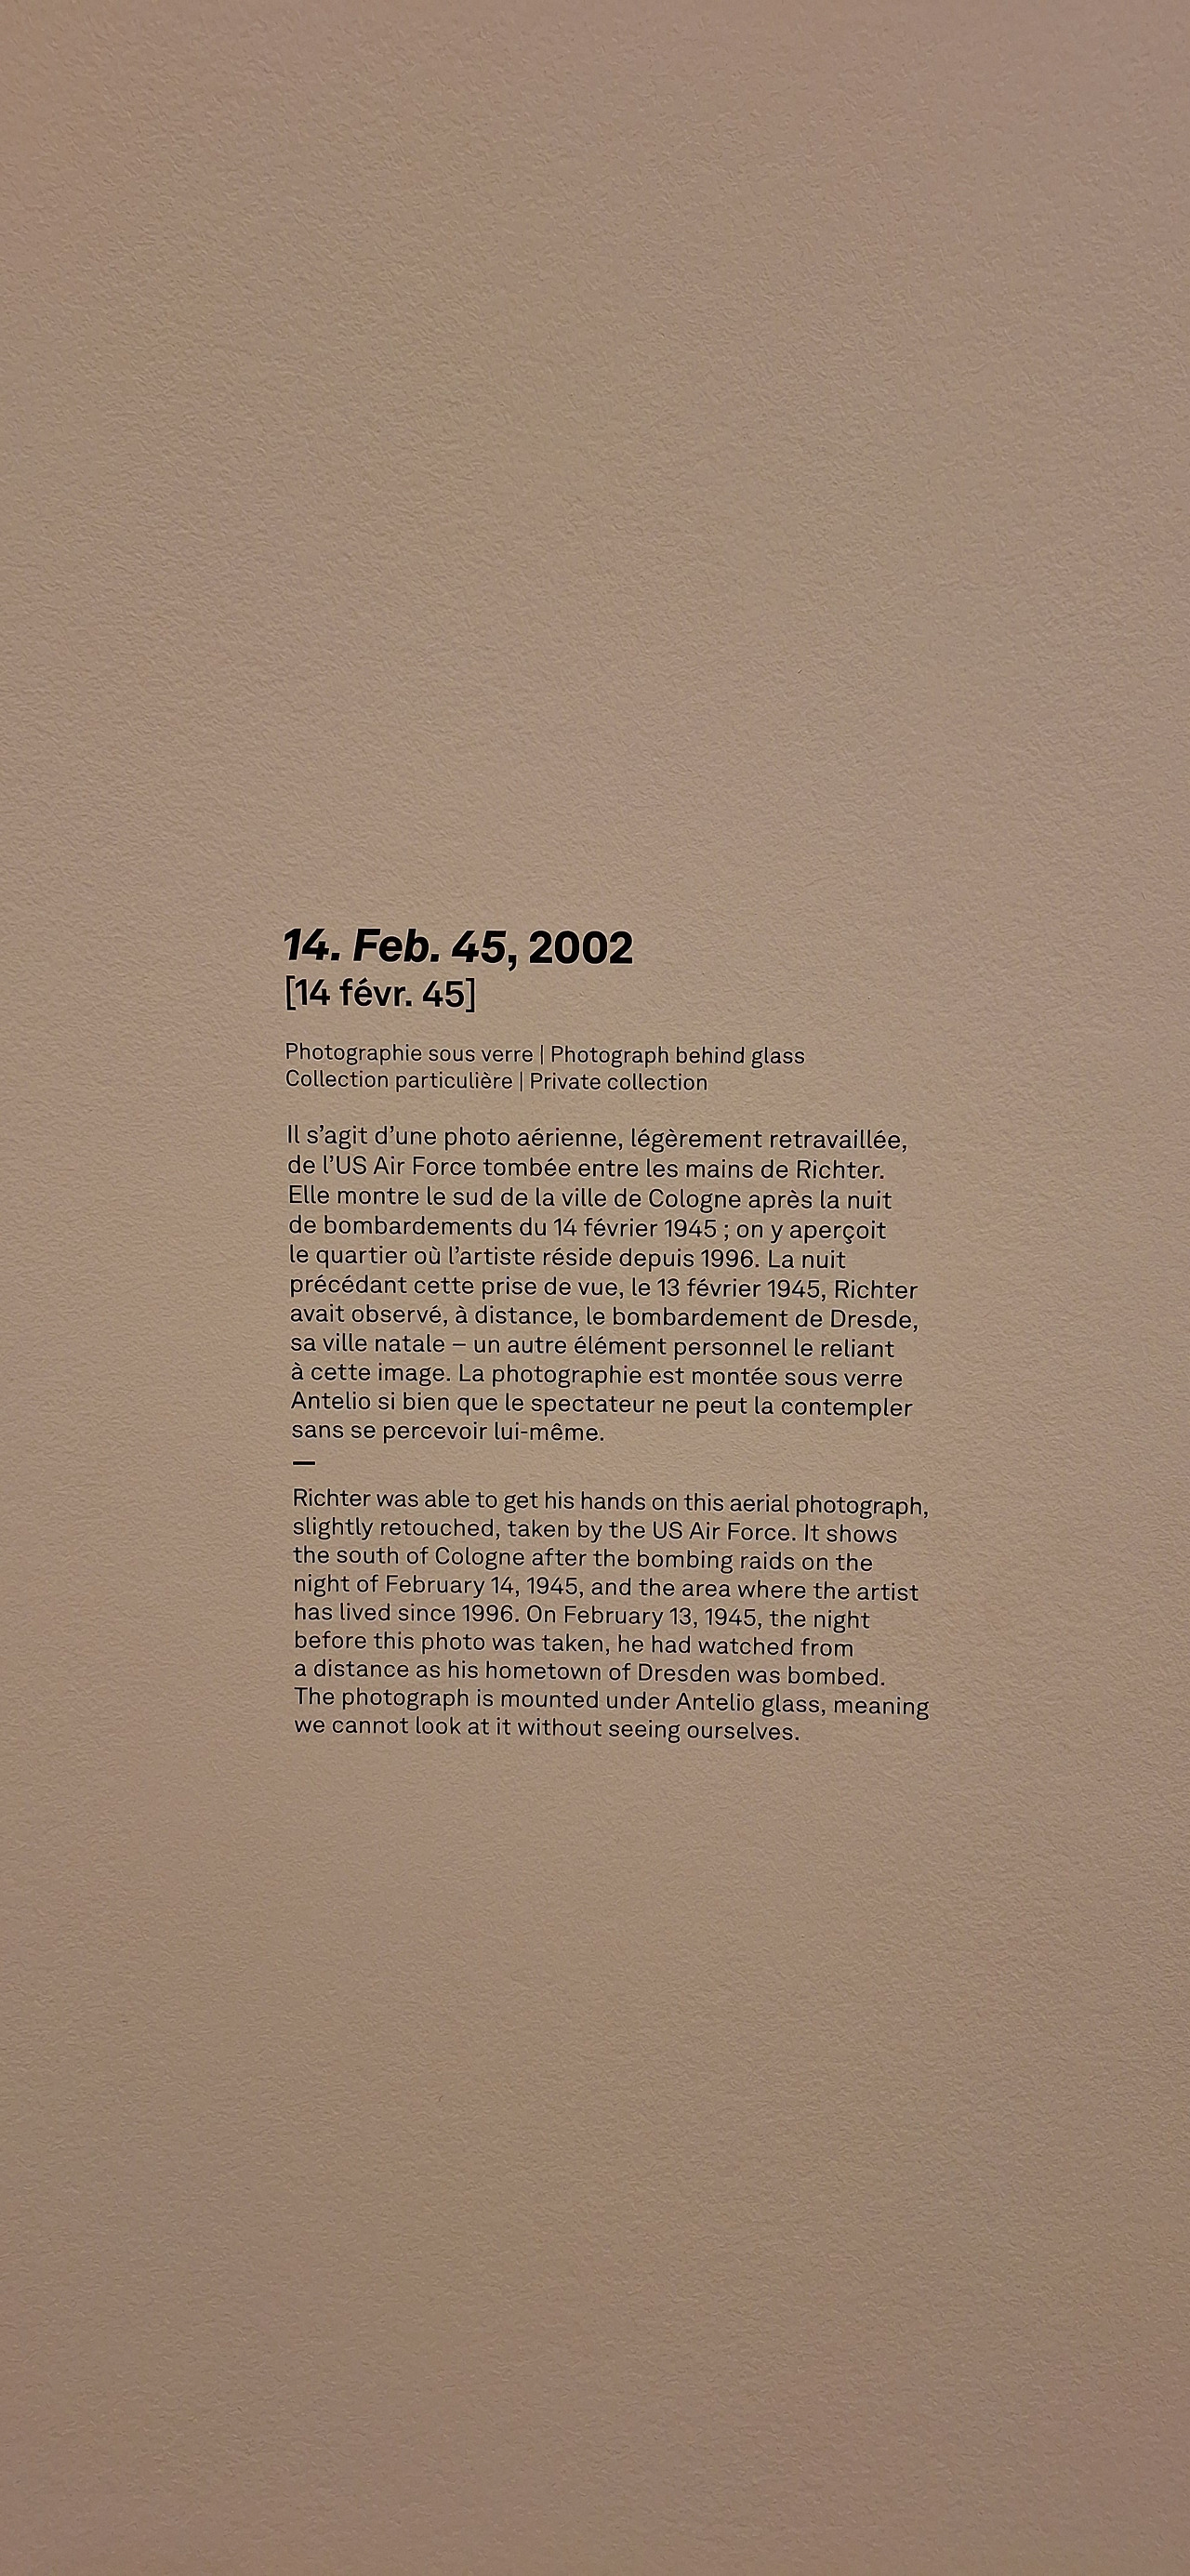 14. Feb. 45, 2002
[14 févr. 45]
Photographie sous verre | Photograph behind glass
Collection particulière | Private collection
Il s’agit d’une photo aérienne, légèrement retravaillée,
de l’US Air Force tombée entre les mains de Richter.
Elle montre le sud de la ville de Cologne après la nuit
de bombardements du 14 février 1945 ; on y aperçoit
le quartier où l’artiste réside depuis 1996. La nuit
précédant cette prise de vue, le 13 février 1945, Richter
avait observé, à distance, le bombardement de Dresde,
sa ville natale – un autre élément personnel le reliant
à cette image. La photographie est montée sous verre
Antelio si bien que le spectateur ne peut la contempler
sans se percevoir lui-même.
—
Richter was able to get his hands on this aerial photograph,
slightly retouched, taken by the US Air Force. It shows
the south of Cologne after the bombing raids on the
night of February 14, 1945, and the area where the artist
has lived since 1996. On February 13, 1945, the night
before this photo was taken, he had watched from
a distance as his hometown of Dresden was bombed.
The photograph is mounted under Antelio glass, meaning
we cannot look at it without seeing ourselves.